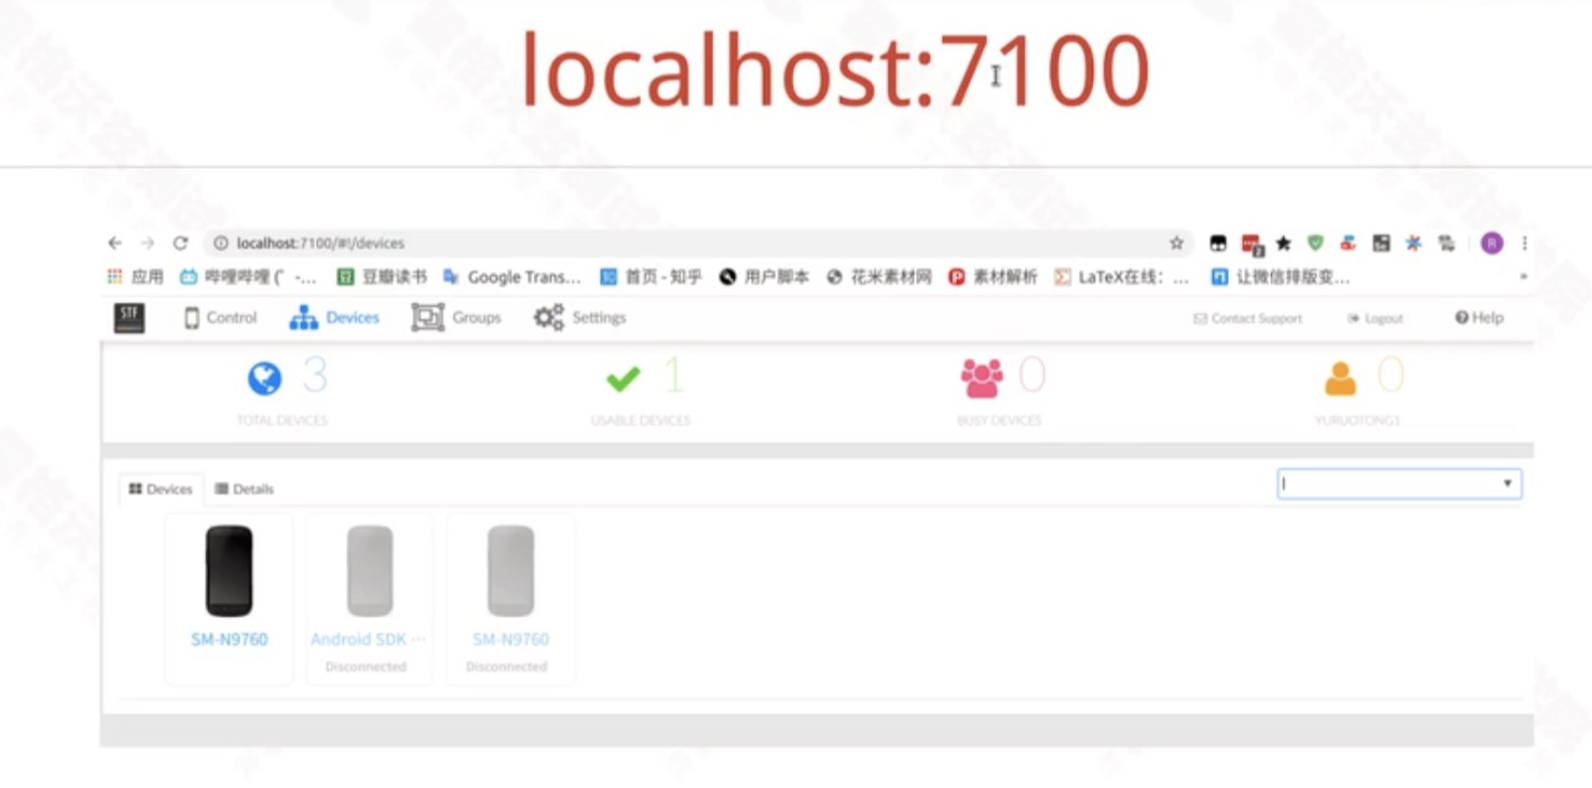 localhost:7100
localhost:7100/#!/devices
应用 哔哩哔哩 (゜-... 豆瓣读书 Google Trans... 首页 - 知乎 用户脚本 花米素材网 素材解析 LaTeX在线：... 让微信排版变... »
STF Control Devices Groups Settings Contact Support Logout Help
3 1 0 0
TOTAL DEVICES USABLE DEVICES BUSY DEVICES YURUOTONG1
Devices Details
SM-N9760 Android SDK ... SM-N9760
Disconnected Disconnected